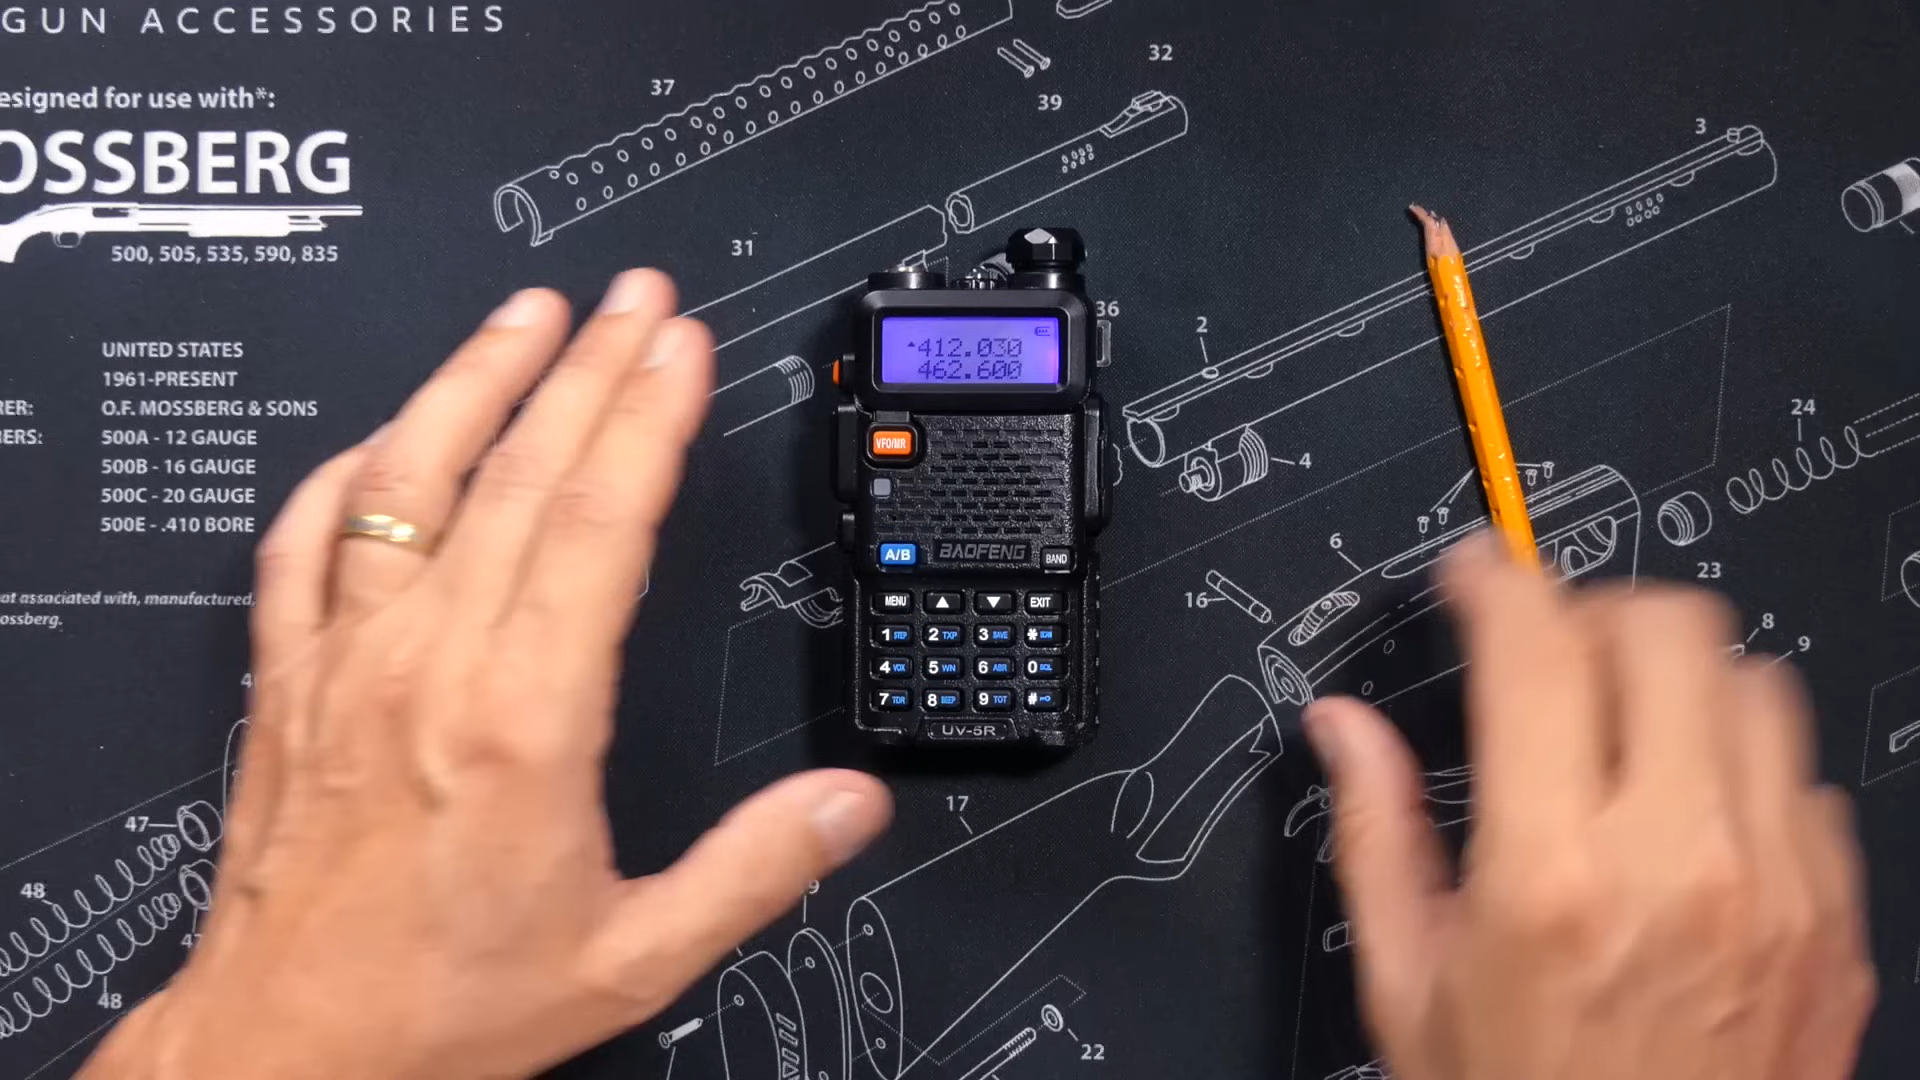 GUN ACCESSORIES
esigned for use with*:
OSSBERG
500, 505, 535, 590, 835
UNITED STATES
1961-PRESENT
RER: O.F. MOSSBERG & SONS
BERS: 500A - 12 GAUGE
500B - 16 GAUGE
500C - 20 GAUGE
500E - .410 BORE
ot associated with, manufactured,
ossberg.
37
32
39
3
31
36
2
24
4
6
23
16
8
9
47
17
48
48
22
412.030
462.600
VFO/MR
A/B
BAOFENG
BAND
MENU ▲ ▼ EXIT
1 STEP 2 TXP 3 SAVE * SCAN
4 VOX 5 WN 6 ABR 0 SQL
7 TDR 8 BEEP 9 TOT #
UV-5R